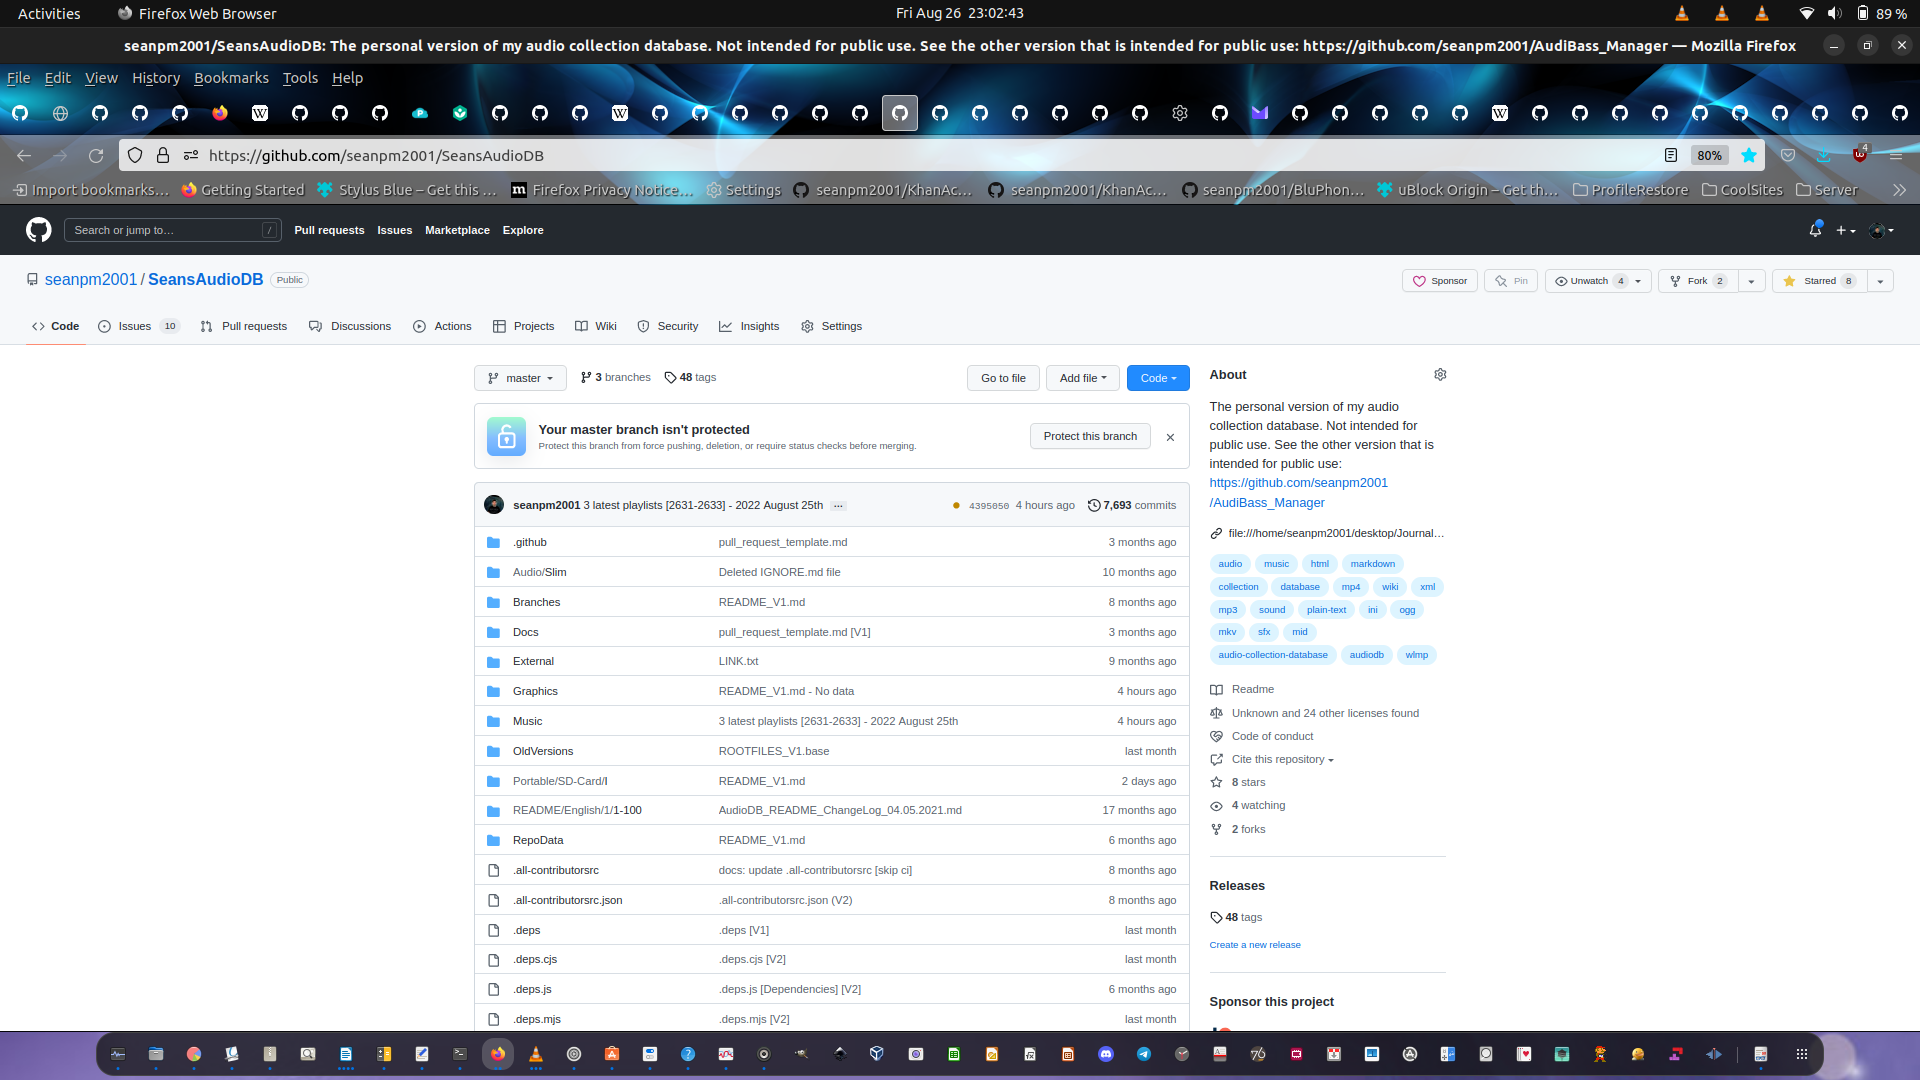 Activities Firefox Web Browser Fri Aug 26 23:02:43 89 %
seanpm2001/SeansAudioDB: The personal version of my audio collection database. Not intended for public use. See the other version that is intended for public use: https://github.com/seanpm2001/AudiBass_Manager — Mozilla Firefox
File Edit View History Bookmarks Tools Help
https://github.com/seanpm2001/SeansAudioDB 80% 4
Import bookmarks… Getting Started Stylus Blue – Get this … Firefox Privacy Notice… Settings seanpm2001/KhanAc… seanpm2001/KhanAc… seanpm2001/BluPhon… uBlock Origin – Get th… ProfileRestore CoolSites Server
Search or jump to… / Pull requests Issues Marketplace Explore
seanpm2001 / SeansAudioDB Public Sponsor Pin Unwatch 4 Fork 2 Starred 8
Code Issues 10 Pull requests Discussions Actions Projects Wiki Security Insights Settings
master 3 branches 48 tags Go to file Add file Code
Your master branch isn't protected
Protect this branch from force pushing, deletion, or require status checks before merging.
Protect this branch
seanpm2001 3 latest playlists [2631-2633] - 2022 August 25th … 4395050 4 hours ago 7,693 commits
.github pull_request_template.md 3 months ago
Audio/Slim Deleted IGNORE.md file 10 months ago
Branches README_V1.md 8 months ago
Docs pull_request_template.md [V1] 3 months ago
External LINK.txt 9 months ago
Graphics README_V1.md - No data 4 hours ago
Music 3 latest playlists [2631-2633] - 2022 August 25th 4 hours ago
OldVersions ROOTFILES_V1.base last month
Portable/SD-Card/I README_V1.md 2 days ago
README/English/1/1-100 AudioDB_README_ChangeLog_04.05.2021.md 17 months ago
RepoData README_V1.md 6 months ago
.all-contributorsrc docs: update .all-contributorsrc [skip ci] 8 months ago
.all-contributorsrc.json .all-contributorsrc.json (V2) 8 months ago
.deps .deps [V1] last month
.deps.cjs .deps.cjs [V2] last month
.deps.js .deps.js [Dependencies] [V2] 6 months ago
.deps.mjs .deps.mjs [V2] last month
About
The personal version of my audio
collection database. Not intended for
public use. See the other version that is
intended for public use:
https://github.com/seanpm2001
/AudiBass_Manager
file:///home/seanpm2001/desktop/Journal…
audio music html markdown
collection database mp4 wiki xml
mp3 sound plain-text ini ogg
mkv sfx mid
audio-collection-database audiodb wlmp
Readme
Unknown and 24 other licenses found
Code of conduct
Cite this repository
8 stars
4 watching
2 forks
Releases
48 tags
Create a new release
Sponsor this project